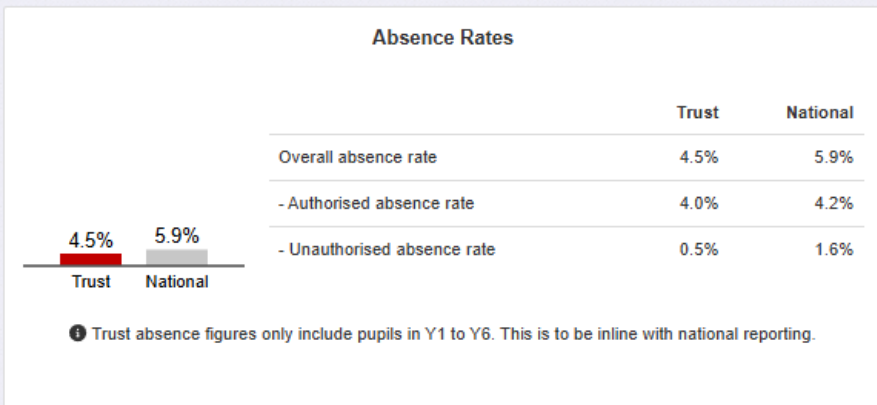 Absence Rates
Trust National
Overall absence rate 4.5% 5.9%
- Authorised absence rate 4.0% 4.2%
- Unauthorised absence rate 0.5% 1.6%
4.5% 5.9%
Trust National
Trust absence figures only include pupils in Y1 to Y6. This is to be inline with national reporting.